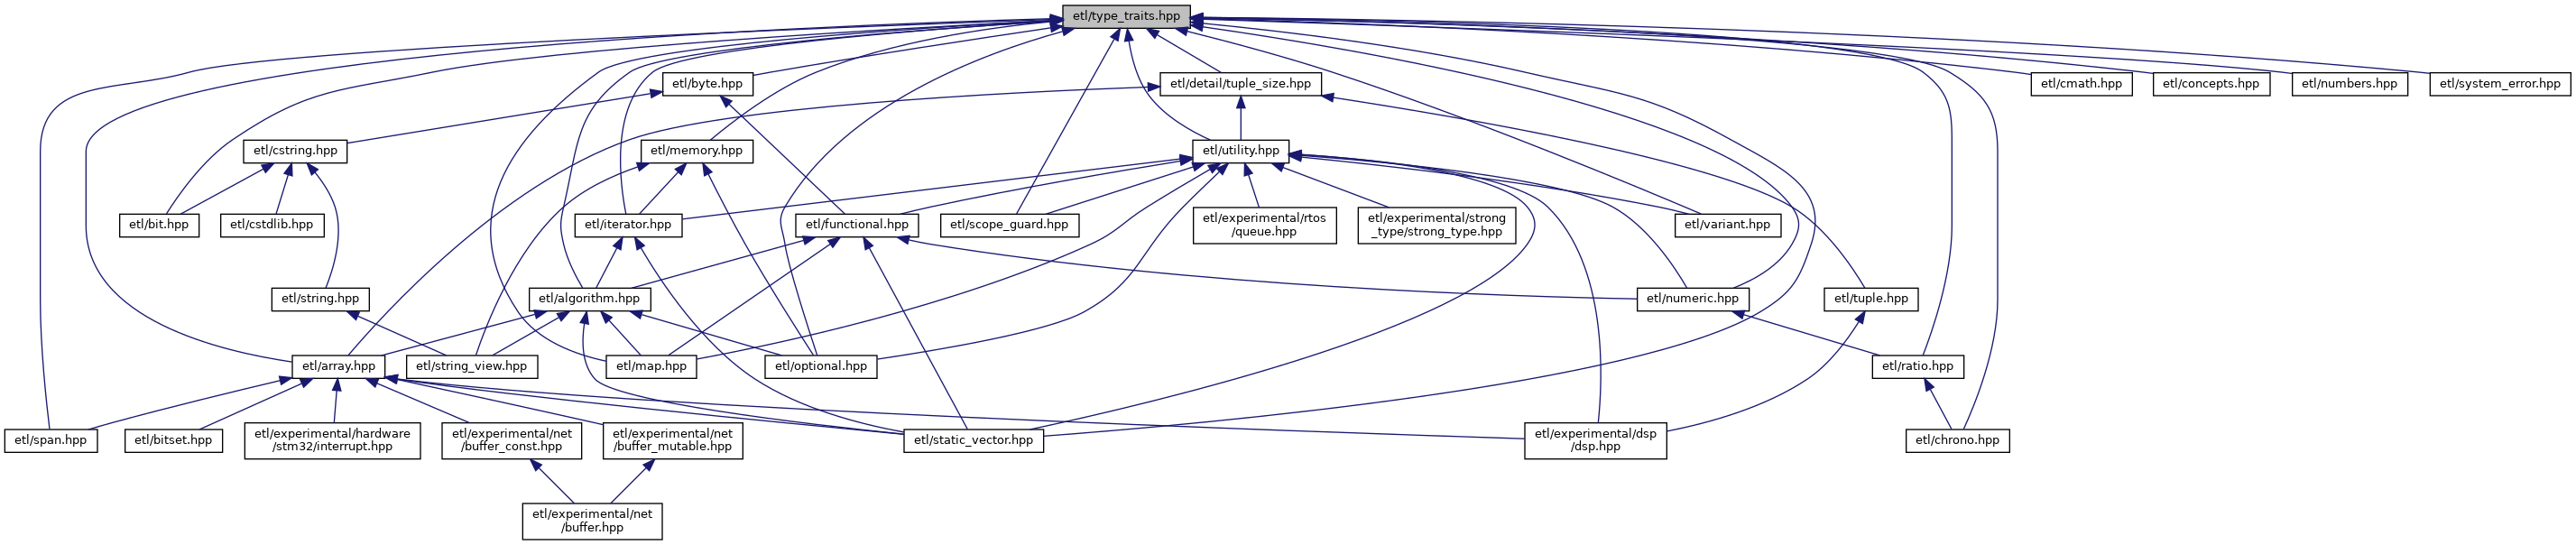 etl/type_traits.hpp
etl/byte.hpp
etl/detail/tuple_size.hpp
etl/cmath.hpp
etl/concepts.hpp
etl/numbers.hpp
etl/system_error.hpp
etl/cstring.hpp
etl/memory.hpp
etl/utility.hpp
etl/bit.hpp
etl/cstdlib.hpp
etl/iterator.hpp
etl/functional.hpp
etl/scope_guard.hpp
etl/experimental/rtos
/queue.hpp
etl/experimental/strong
_type/strong_type.hpp
etl/variant.hpp
etl/string.hpp
etl/algorithm.hpp
etl/numeric.hpp
etl/tuple.hpp
etl/array.hpp
etl/string_view.hpp
etl/map.hpp
etl/optional.hpp
etl/ratio.hpp
etl/span.hpp
etl/bitset.hpp
etl/experimental/hardware
/stm32/interrupt.hpp
etl/experimental/net
/buffer_const.hpp
etl/experimental/net
/buffer_mutable.hpp
etl/static_vector.hpp
etl/experimental/dsp
/dsp.hpp
etl/chrono.hpp
etl/experimental/net
/buffer.hpp